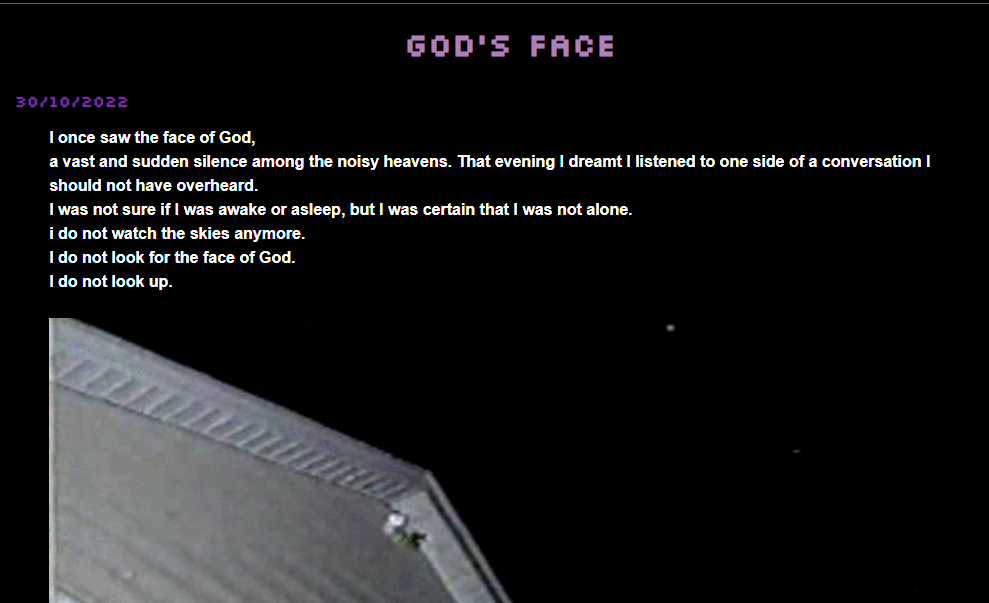 GOD'S FACE
30/10/2022
I once saw the face of God,
a vast and sudden silence among the noisy heavens. That evening I dreamt I listened to one side of a conversation I
should not have overheard.
I was not sure if I was awake or asleep, but I was certain that I was not alone.
i do not watch the skies anymore.
I do not look for the face of God.
I do not look up.